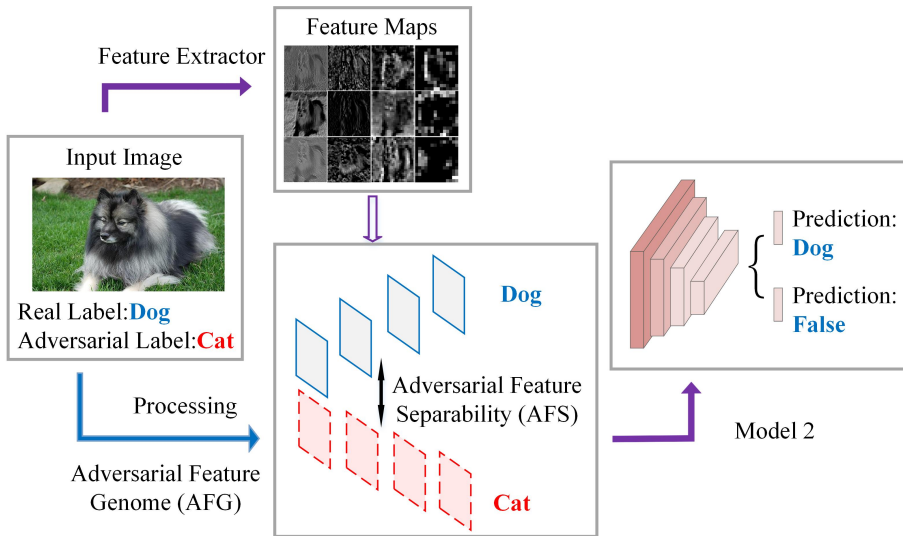 Feature Extractor
Feature Maps
Input Image
Real Label:Dog
Adversarial Label:Cat
Processing
Adversarial Feature
Genome (AFG)
Dog
Adversarial Feature
Separability (AFS)
Cat
Prediction:
Dog
Prediction:
False
Model 2